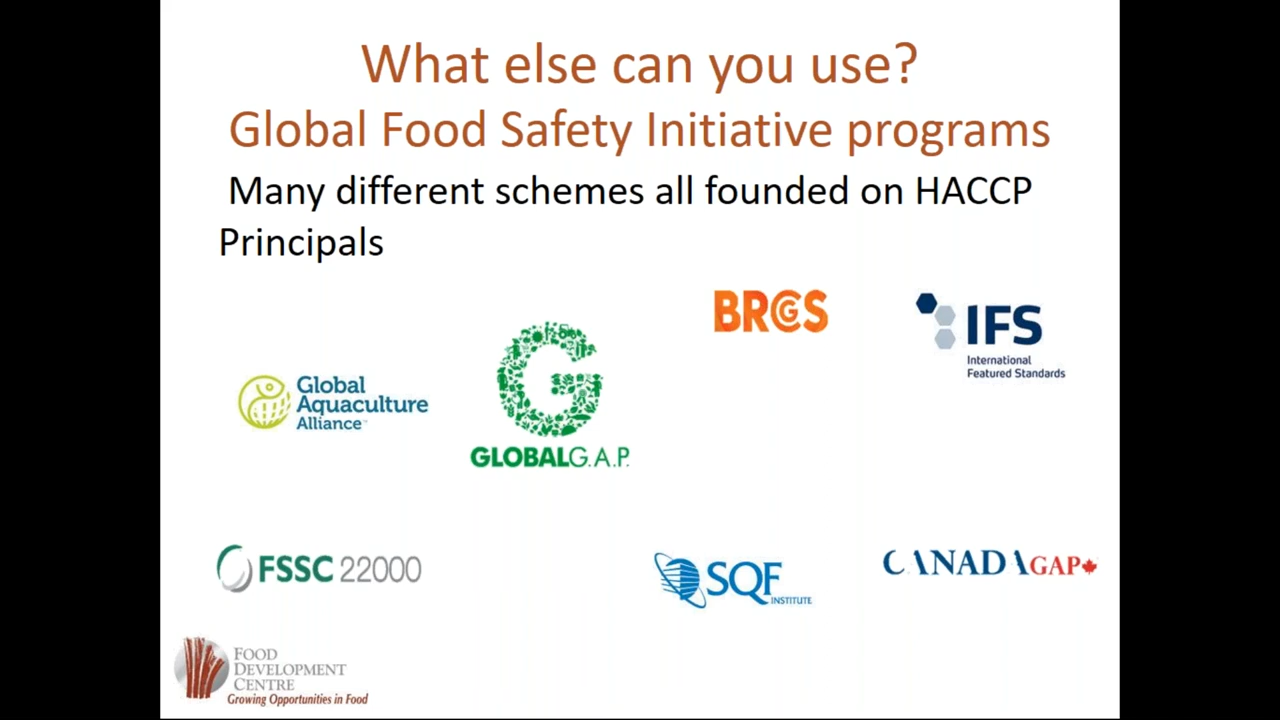 What else can you use?
Global Food Safety Initiative programs
Many different schemes all founded on HACCP
Principals
BRCGS
IFS
International
Featured Standards
Global
Aquaculture
Alliance™
GLOBALG.A.P.
FSSC 22000
SQF
INSTITUTE
CANADAGAP
FOOD
DEVELOPMENT
CENTRE
Growing Opportunities in Food